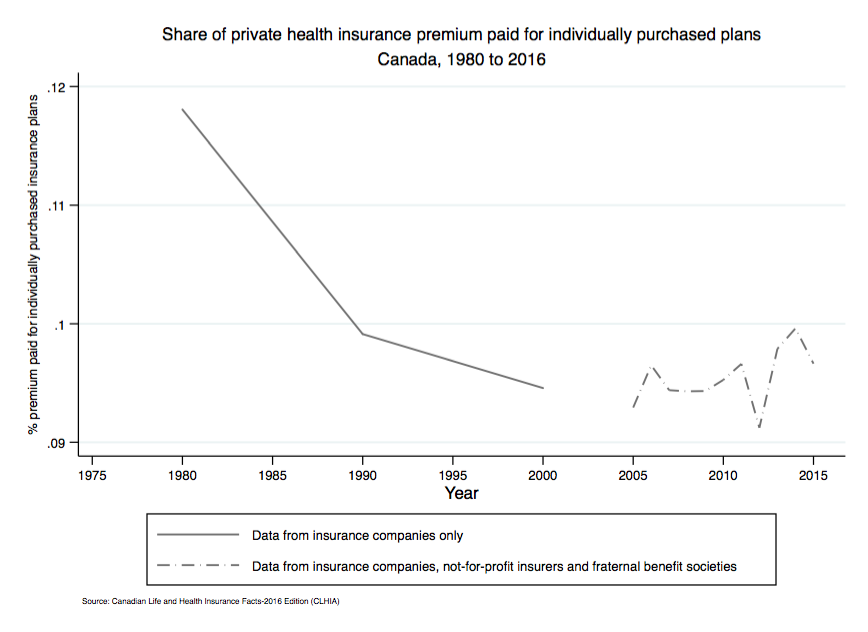 Share of private health insurance premium paid for individually purchased plans
Canada, 1980 to 2016
% premium paid for individually purchased insurance plans
.12
.11
.1
.09
1975 1980 1985 1990 1995 2000 2005 2010 2015
Year
Data from insurance companies only
Data from insurance companies, not-for-profit insurers and fraternal benefit societies
Source: Canadian Life and Health Insurance Facts-2016 Edition (CLHIA)